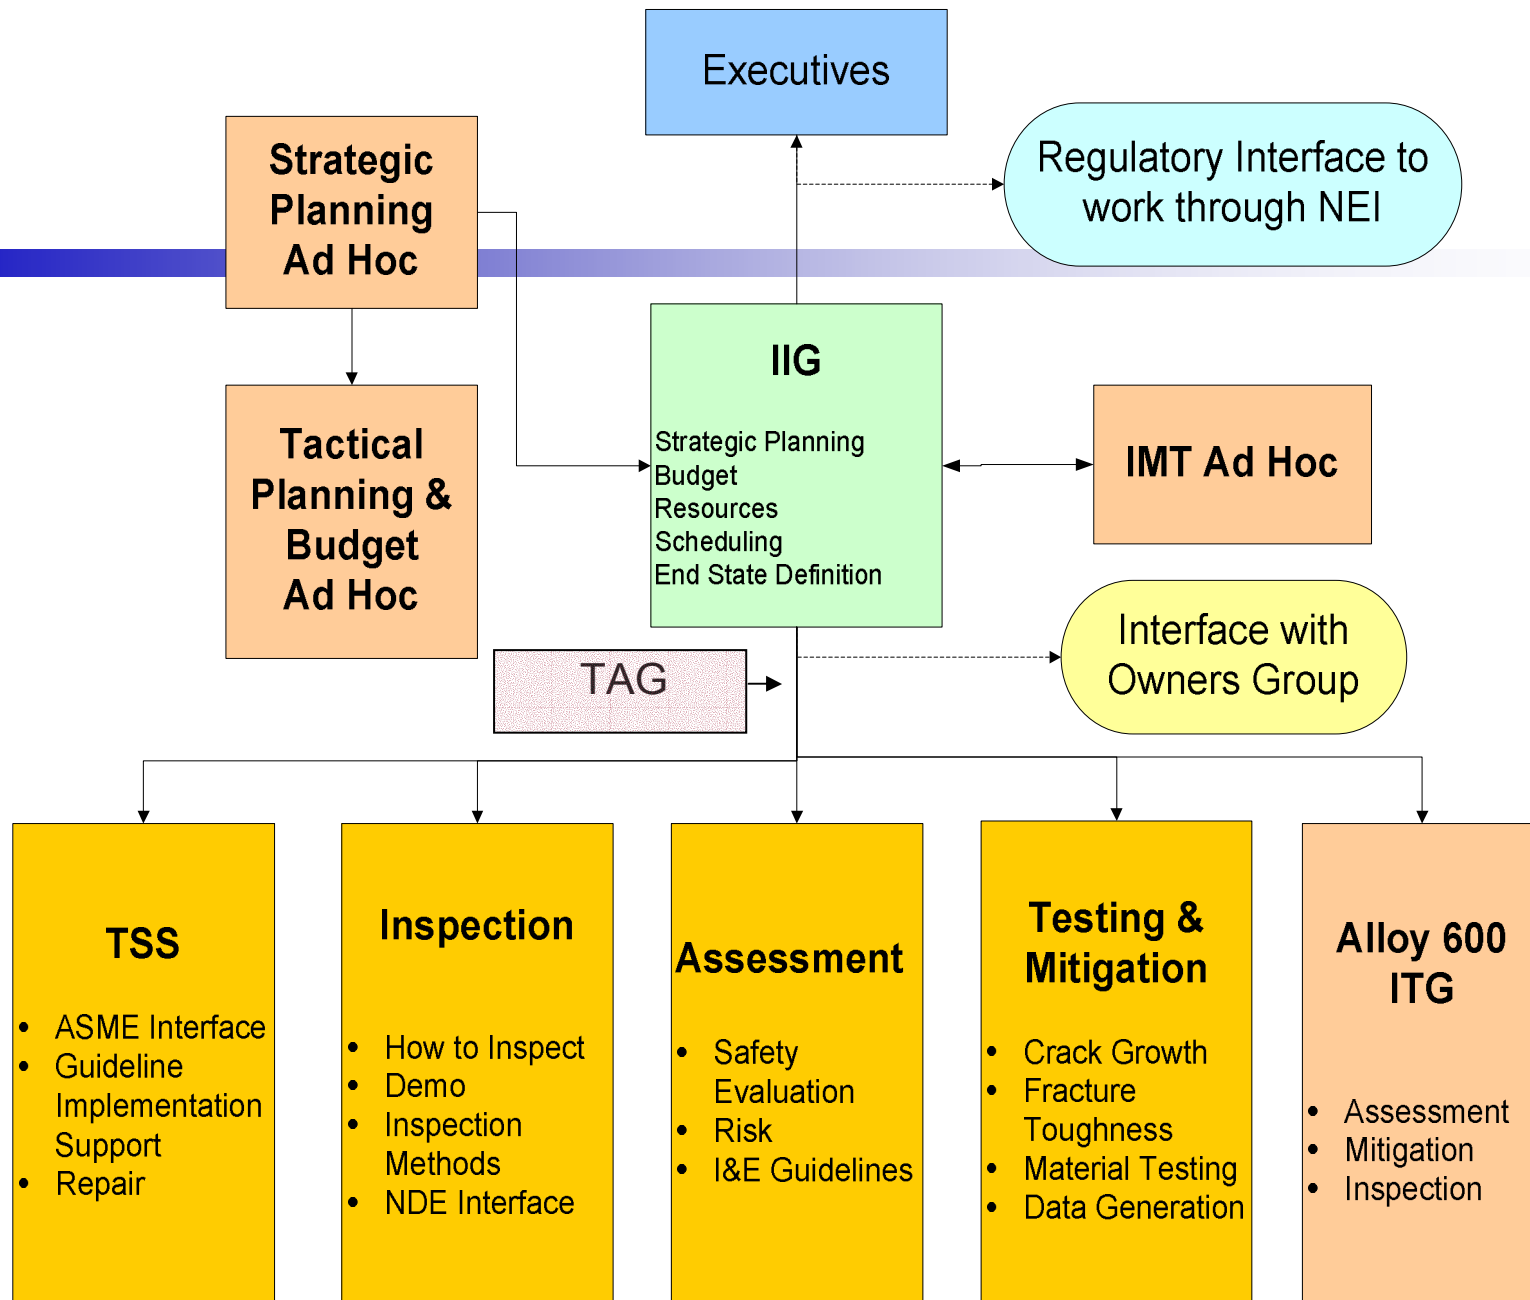 Executives
Strategic
Planning
Ad Hoc
Regulatory Interface to
work through NEI
IIG
Strategic Planning
Budget
Resources
Scheduling
End State Definition
Tactical
Planning &
Budget
Ad Hoc
IMT Ad Hoc
Interface with
Owners Group
TAG
TSS
• ASME Interface
• Guideline
Implementation
Support
• Repair
Inspection
• How to Inspect
• Demo
• Inspection
Methods
• NDE Interface
Assessment
• Safety
Evaluation
• Risk
• I&E Guidelines
Testing &
Mitigation
• Crack Growth
• Fracture
Toughness
• Material Testing
• Data Generation
Alloy 600
ITG
• Assessment
• Mitigation
• Inspection